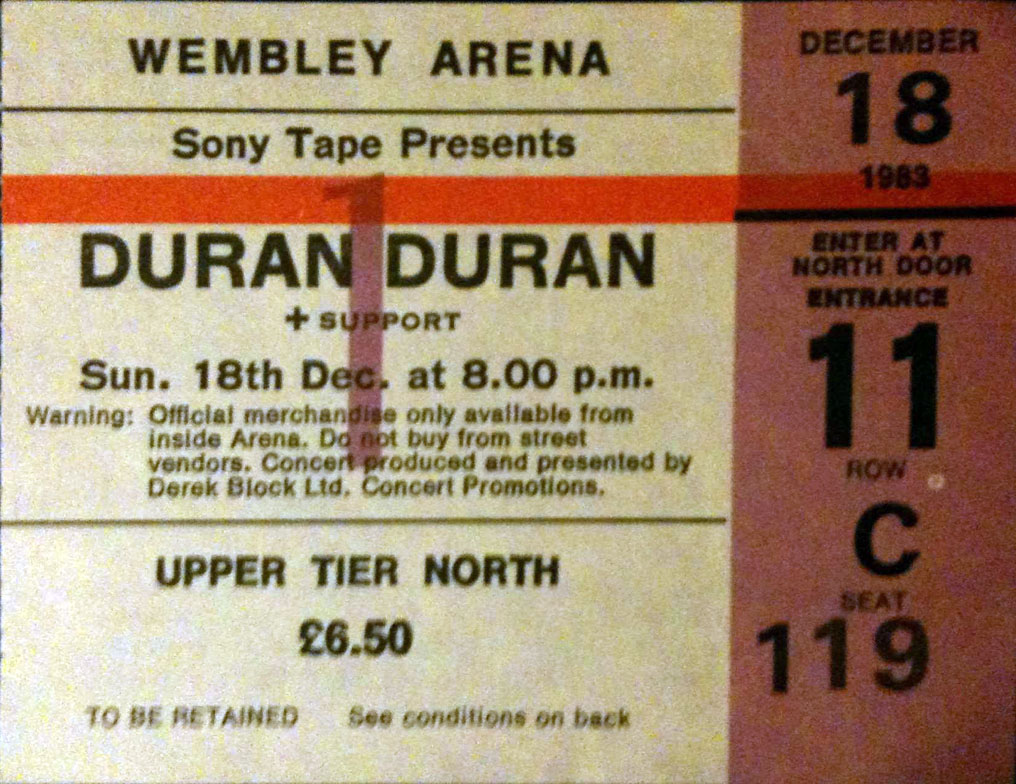 WEMBLEY ARENA
Sony Tape Presents
1
DURAN DURAN
+ SUPPORT
Sun. 18th Dec. at 8.00 p.m.
Warning: Official merchandise only available from
inside Arena. Do not buy from street
vendors. Concert produced and presented by
Derek Block Ltd. Concert Promotions.
UPPER TIER NORTH
£6.50
TO BE RETAINED See conditions on back
DECEMBER
18
1983
ENTER AT
NORTH DOOR
ENTRANCE
11
ROW
C
SEAT
119